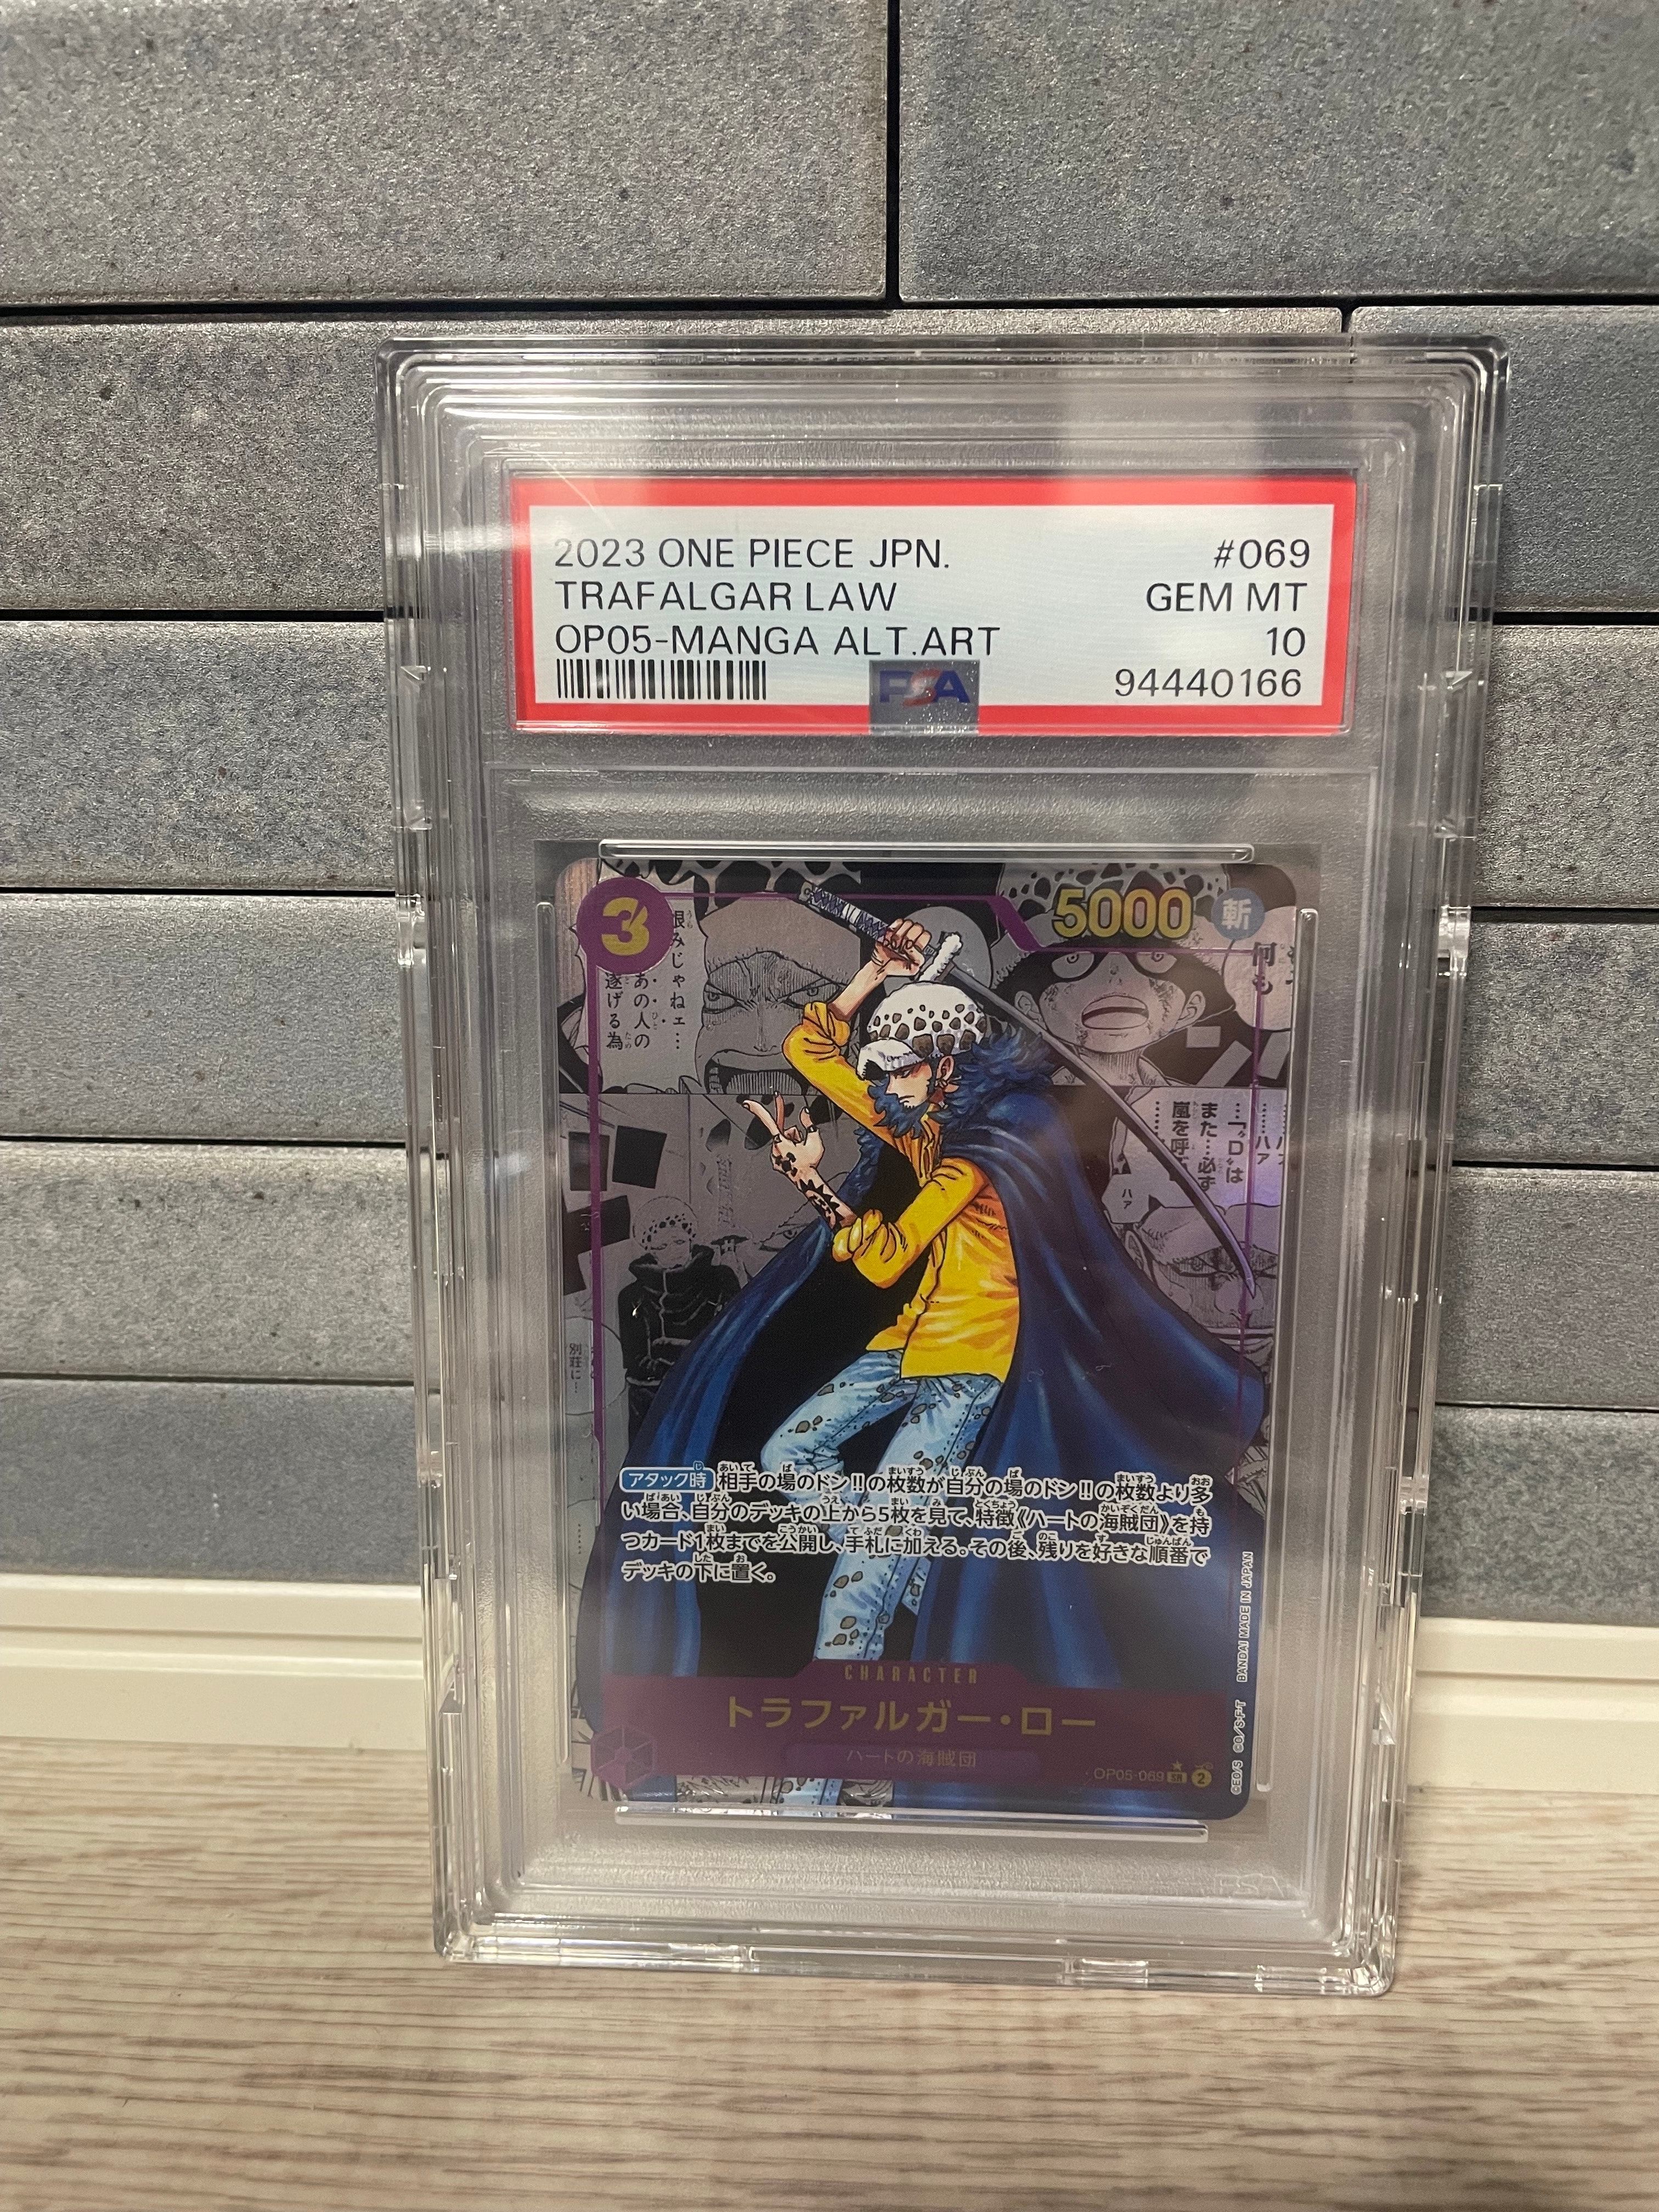 2023 ONE PIECE JPN. #069
TRAFALGAR LAW GEM MT
OP05-MANGA ALT.ART 10
PSA 94440166
3
5000
斬
恨みじゃねェ…
あの人の
遂げる為
何も
…“D”は
また…必ず
嵐を呼
……ハァ
ハァ
別荘に…
アタック時 相手の場のドン!!の枚数が自分の場のドン!!の枚数より多
い場合、自分のデッキの上から5枚を見て、特徴《ハートの海賊団》を持
つカード1枚までを公開し、手札に加える。その後、残りを好きな順番で
デッキの下に置く。
CHARACTER
トラファルガー・ロー
ハートの海賊団
OP05-069 SR 2
©EO/S ©O/S·F·T BANDAI MADE IN JAPAN